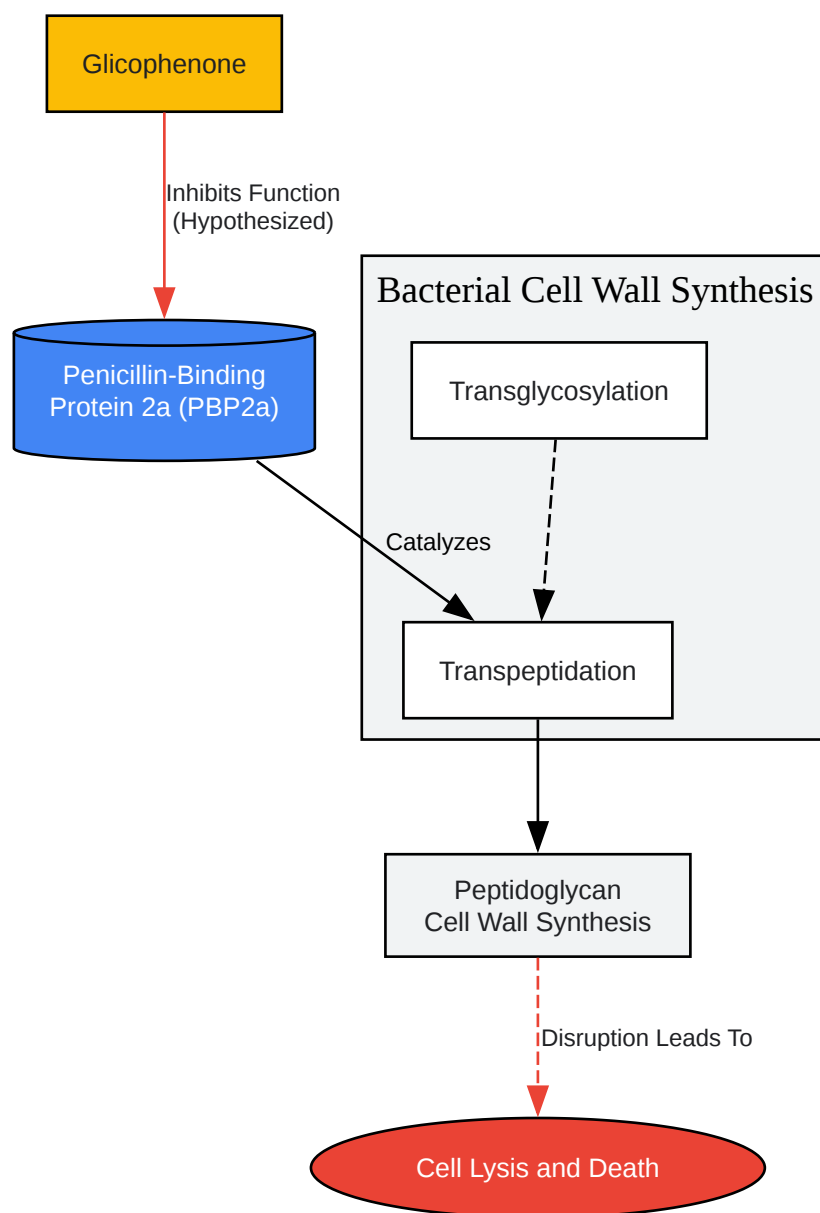 Glicophenone
Inhibits Function
(Hypothesized)
Bacterial Cell Wall Synthesis
Penicillin-Binding
Protein 2a (PBP2a)
Transglycosylation
Catalyzes
Transpeptidation
Peptidoglycan
Cell Wall Synthesis
Disruption Leads To
Cell Lysis and Death